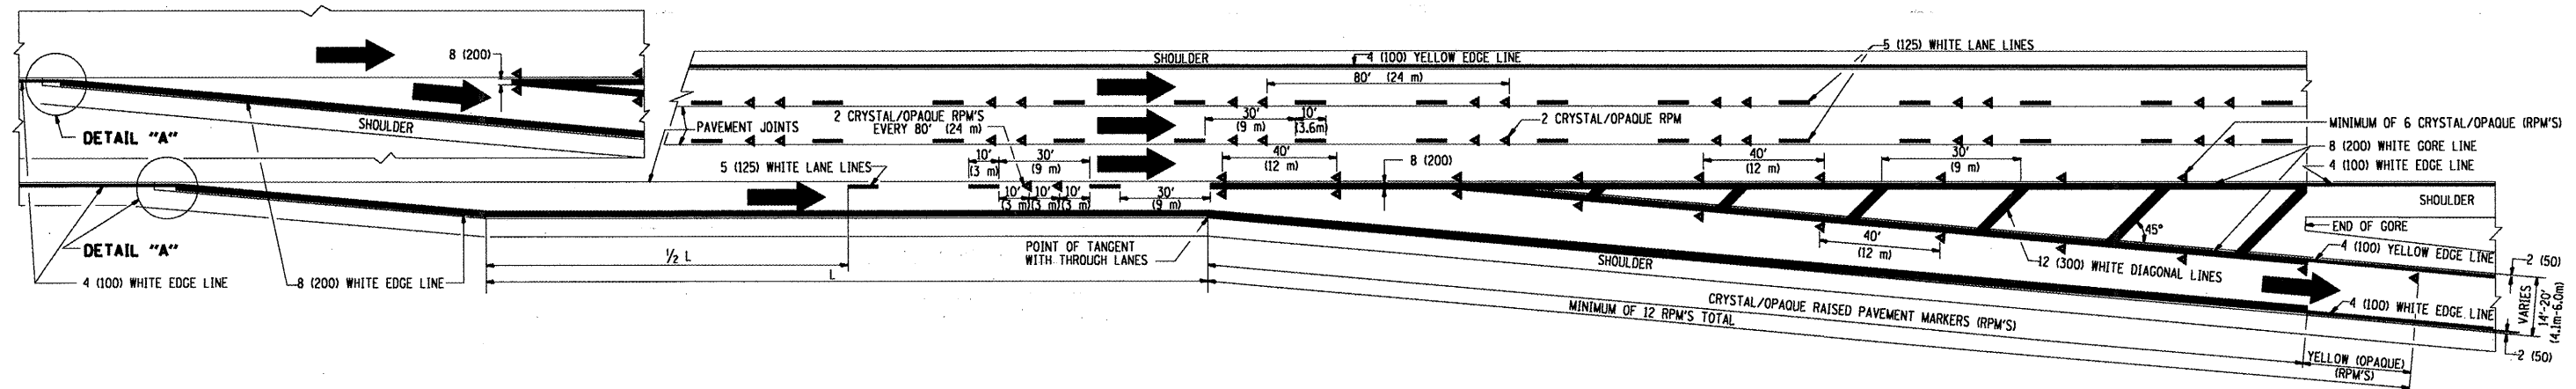 8 (200)
DETAIL "A"
SHOULDER
SHOULDER
4 (100) YELLOW EDGE LINE
5 (125) WHITE LANE LINES
80' (24 m)
PAVEMENT JOINTS
2 CRYSTAL/OPAQUE RPM'S
EVERY 80' (24 m)
30'
(9 m)
10'
(3.6m)
2 CRYSTAL/OPAQUE RPM
MINIMUM OF 6 CRYSTAL/OPAQUE (RPM'S)
8 (200) WHITE GORE LINE
4 (100) WHITE EDGE LINE
5 (125) WHITE LANE LINES
10'
(3 m)
30'
(9 m)
40'
(12 m)
8 (200)
40'
(12 m)
30'
(9 m)
10'
(3 m)
10'
(3 m)
10'
(3 m)
30'
(9 m)
SHOULDER
END OF GORE
45°
DETAIL "A"
4 (100) WHITE EDGE LINE
8 (200) WHITE EDGE LINE
½ L
L
POINT OF TANGENT
WITH THROUGH LANES
SHOULDER
40'
(12 m)
12 (300) WHITE DIAGONAL LINES
4 (100) YELLOW EDGE LINE
2 (50)
VARIES
14'-20'
(4.1m-6.0m)
4 (100) WHITE EDGE LINE
2 (50)
CRYSTAL/OPAQUE RAISED PAVEMENT MARKERS (RPM'S)
MINIMUM OF 12 RPM'S TOTAL
YELLOW (OPAQUE)
(RPM'S)